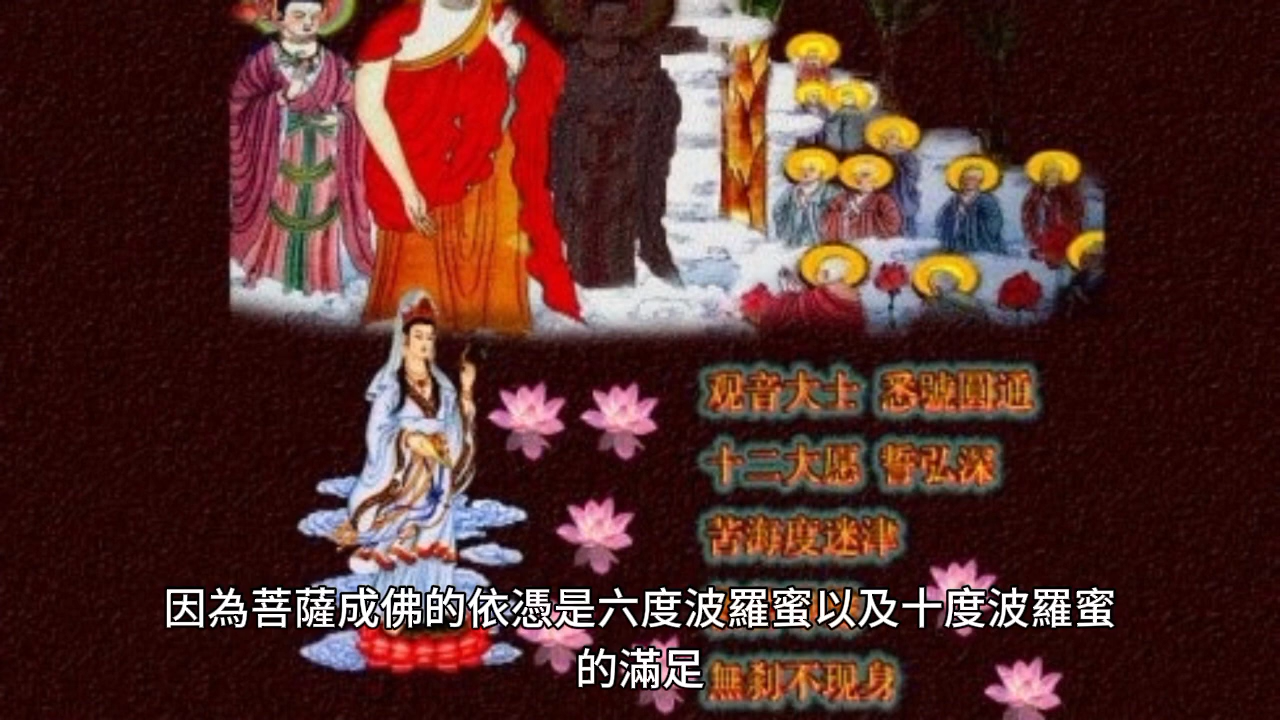 观音大士 悉號圓通
十二大愿 誓弘深
苦海度迷津
因為菩薩成佛的依憑是六度波羅蜜以及十度波羅蜜
的滿足
無刹不现身